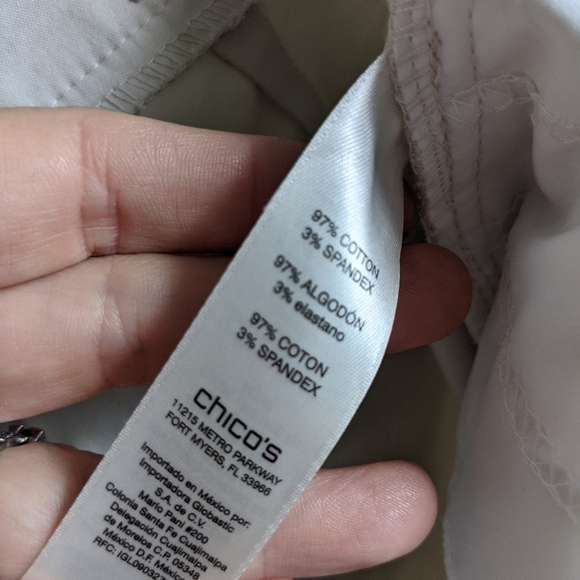 97% COTTON
3% SPANDEX
97% ALGODÓN
3% elastano
97% COTON
3% SPANDEX
chico's
11215 METRO PARKWAY
FORT MYERS, FL 33966
Importado en México por:
Importadora Globastic
S.A. de C.V.
Mario Pani #200
Colonia Santa Fe Cuajimalpa
Delegación Cuajimalpa
de Morelos C.P. 05348
México D.F. México
RFC: IGL090327